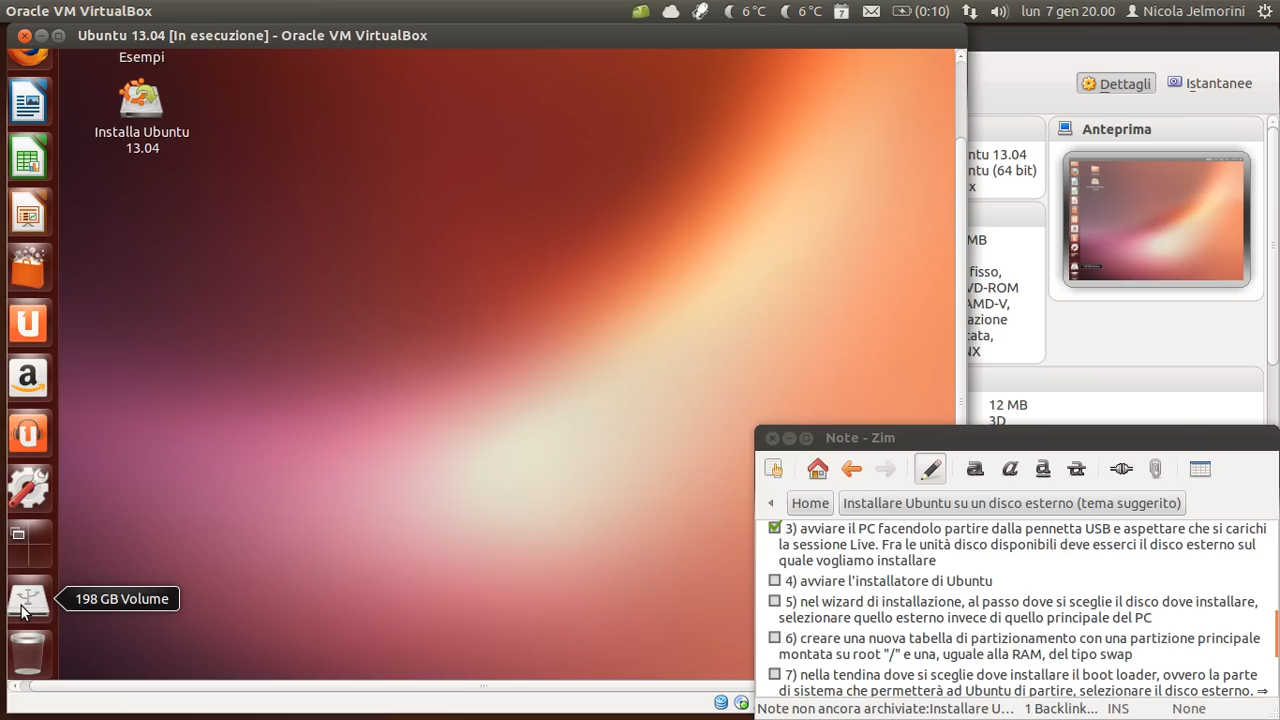 Oracle VM VirtualBox
6°C
6°C
7
(0:10)
lun 7 gen 20.00
Nicola Jelmorini
Ubuntu 13.04 [In esecuzione] - Oracle VM VirtualBox
Esempi
Installa Ubuntu
13.04
198 GB Volume
Dettagli
Istantanee
Anteprima
ntu 13.04
ntu (64 bit)
x
MB
fisso,
VD-ROM
AMD-V,
azione
cata,
NX
12 MB
3D
Note - Zim
Home
Installare Ubuntu su un disco esterno (tema suggerito)
3) avviare il PC facendolo partire dalla pennetta USB e aspettare che si carichi
la sessione Live. Fra le unità disco disponibili deve esserci il disco esterno sul
quale vogliamo installare
4) avviare l'installatore di Ubuntu
5) nel wizard di installazione, al passo dove si sceglie il disco dove installare,
selezionare quello esterno invece di quello principale del PC
6) creare una nuova tabella di partizionamento con una partizione principale
montata su root "/" e una, uguale alla RAM, del tipo swap
7) nella tendina dove si sceglie dove installare il boot loader, ovvero la parte
di sistema che permetterà ad Ubuntu di partire, selezionare il disco esterno. ⇒
Note non ancora archiviate:Installare U...
1 Backlink...
INS
None